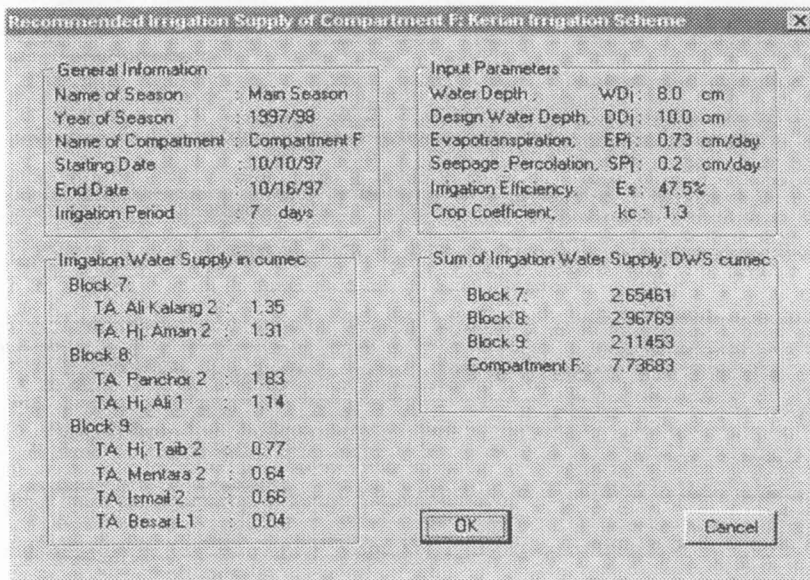 Recommended Irrigation Supply of Compartment F: Kerian Irrigation Scheme
General Information
Name of Season : Main Season
Year of Season : 1997/98
Name of Compartment : Compartment F
Starting Date : 10/10/97
End Date : 10/16/97
Irrigation Period : 7 days
Input Parameters
Water Depth, WDj: 8.0 cm
Design Water Depth, DDj: 10.0 cm
Evapotranspiration, EPj: 0.73 cm/day
Seepage_Percolation, SPj: 0.2 cm/day
Irrigation Efficiency, Es: 47.5%
Crop Coefficient, kc: 1.3
Irrigation Water Supply in cumec
Block 7:
TA. Ali Kalang 2 : 1.35
TA. Hj. Aman 2 : 1.31
Block 8:
TA. Panchor 2 : 1.83
TA. Hj. Ali 1 : 1.14
Block 9:
TA. Hj. Taib 2 : 0.77
TA. Mentara 2 : 0.64
TA. Ismail 2 : 0.66
TA. Besar L1 : 0.04
Sum of Irrigation Water Supply, DWS cumec
Block 7: 2.65461
Block 8: 2.96769
Block 9: 2.11453
Compartment F: 7.73683
OK
Cancel